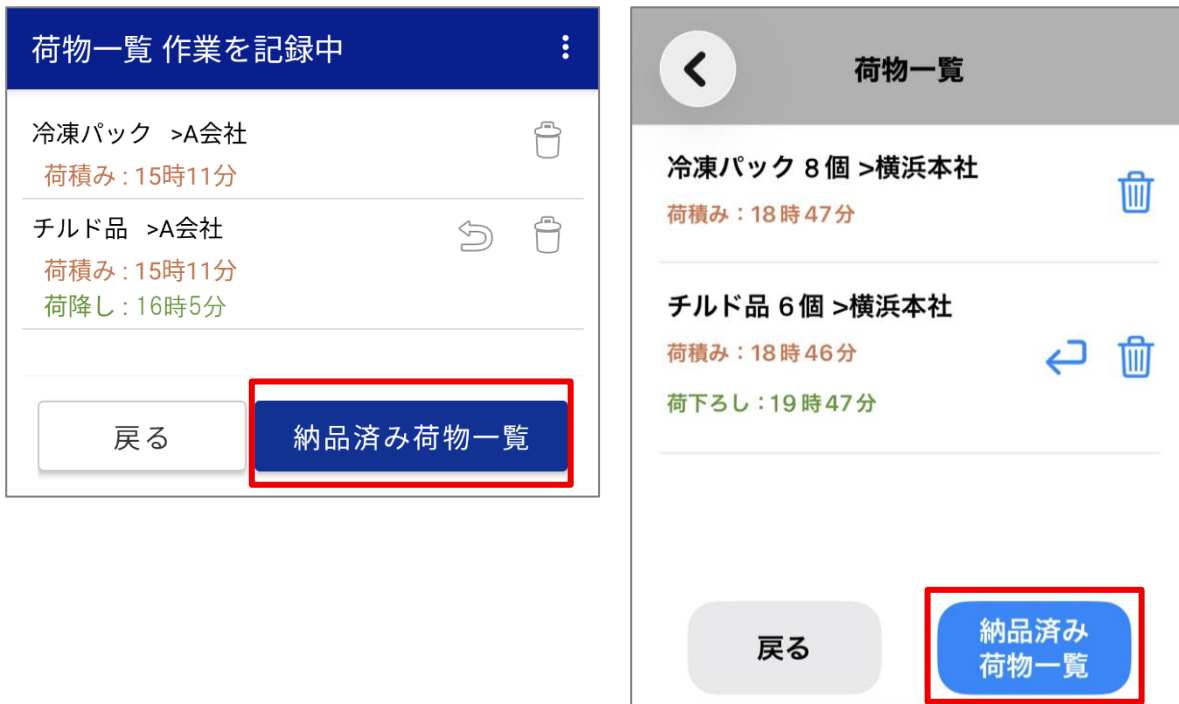 荷物一覧 作業を記録中
冷凍パック >A会社
荷積み : 15時11分
チルド品 >A会社
荷積み : 15時11分
荷降し : 16時5分
戻る
納品済み荷物一覧
荷物一覧
冷凍パック 8個 >横浜本社
荷積み：18時47分
チルド品 6個 >横浜本社
荷積み：18時46分
荷下ろし：19時47分
戻る
納品済み
荷物一覧